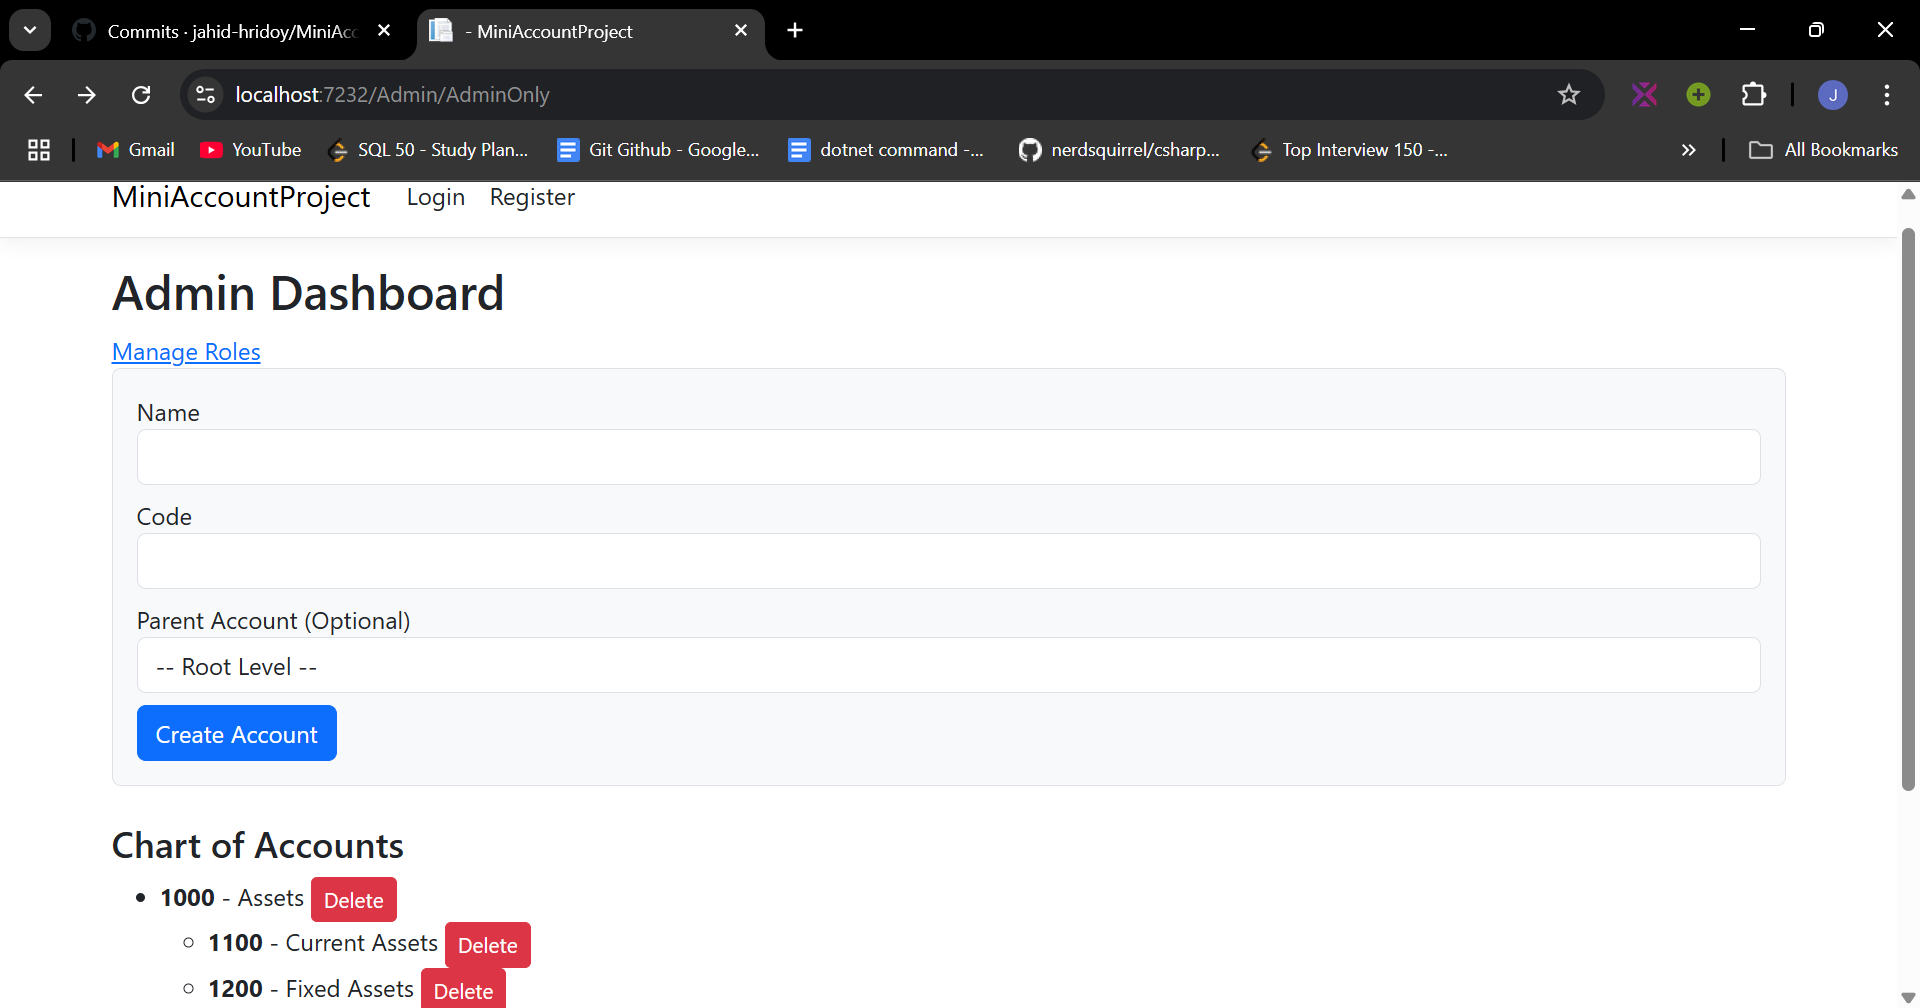 Commits · jahid-hridoy/MiniAcc
- MiniAccountProject
localhost:7232/Admin/AdminOnly
J
Gmail
YouTube
SQL 50 - Study Plan...
Git Github - Google...
dotnet command -...
nerdsquirrel/csharp...
Top Interview 150 -...
»
All Bookmarks
MiniAccountProject
Login
Register
Admin Dashboard
Manage Roles
Name
Code
Parent Account (Optional)
-- Root Level --
Create Account
Chart of Accounts
1000 - Assets Delete
1100 - Current Assets Delete
1200 - Fixed Assets Delete